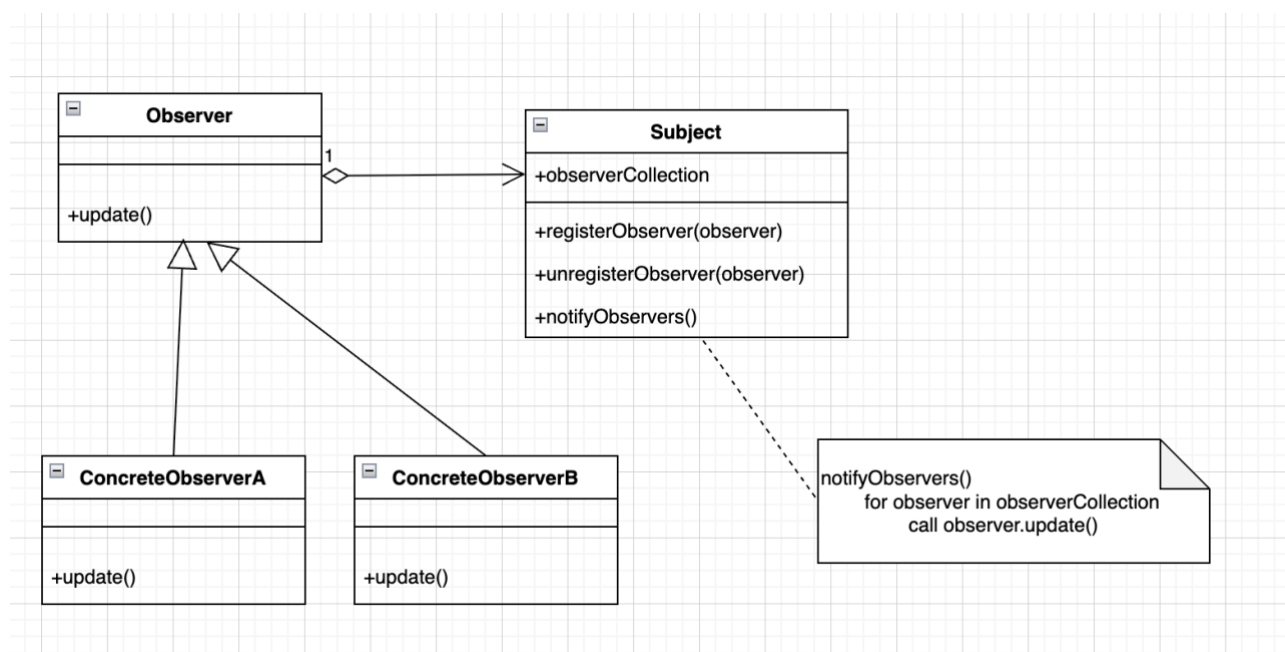 Observer
+update()
1
Subject
+observerCollection
+registerObserver(observer)
+unregisterObserver(observer)
+notifyObservers()
ConcreteObserverA
+update()
ConcreteObserverB
+update()
notifyObservers()
for observer in observerCollection
call observer.update()